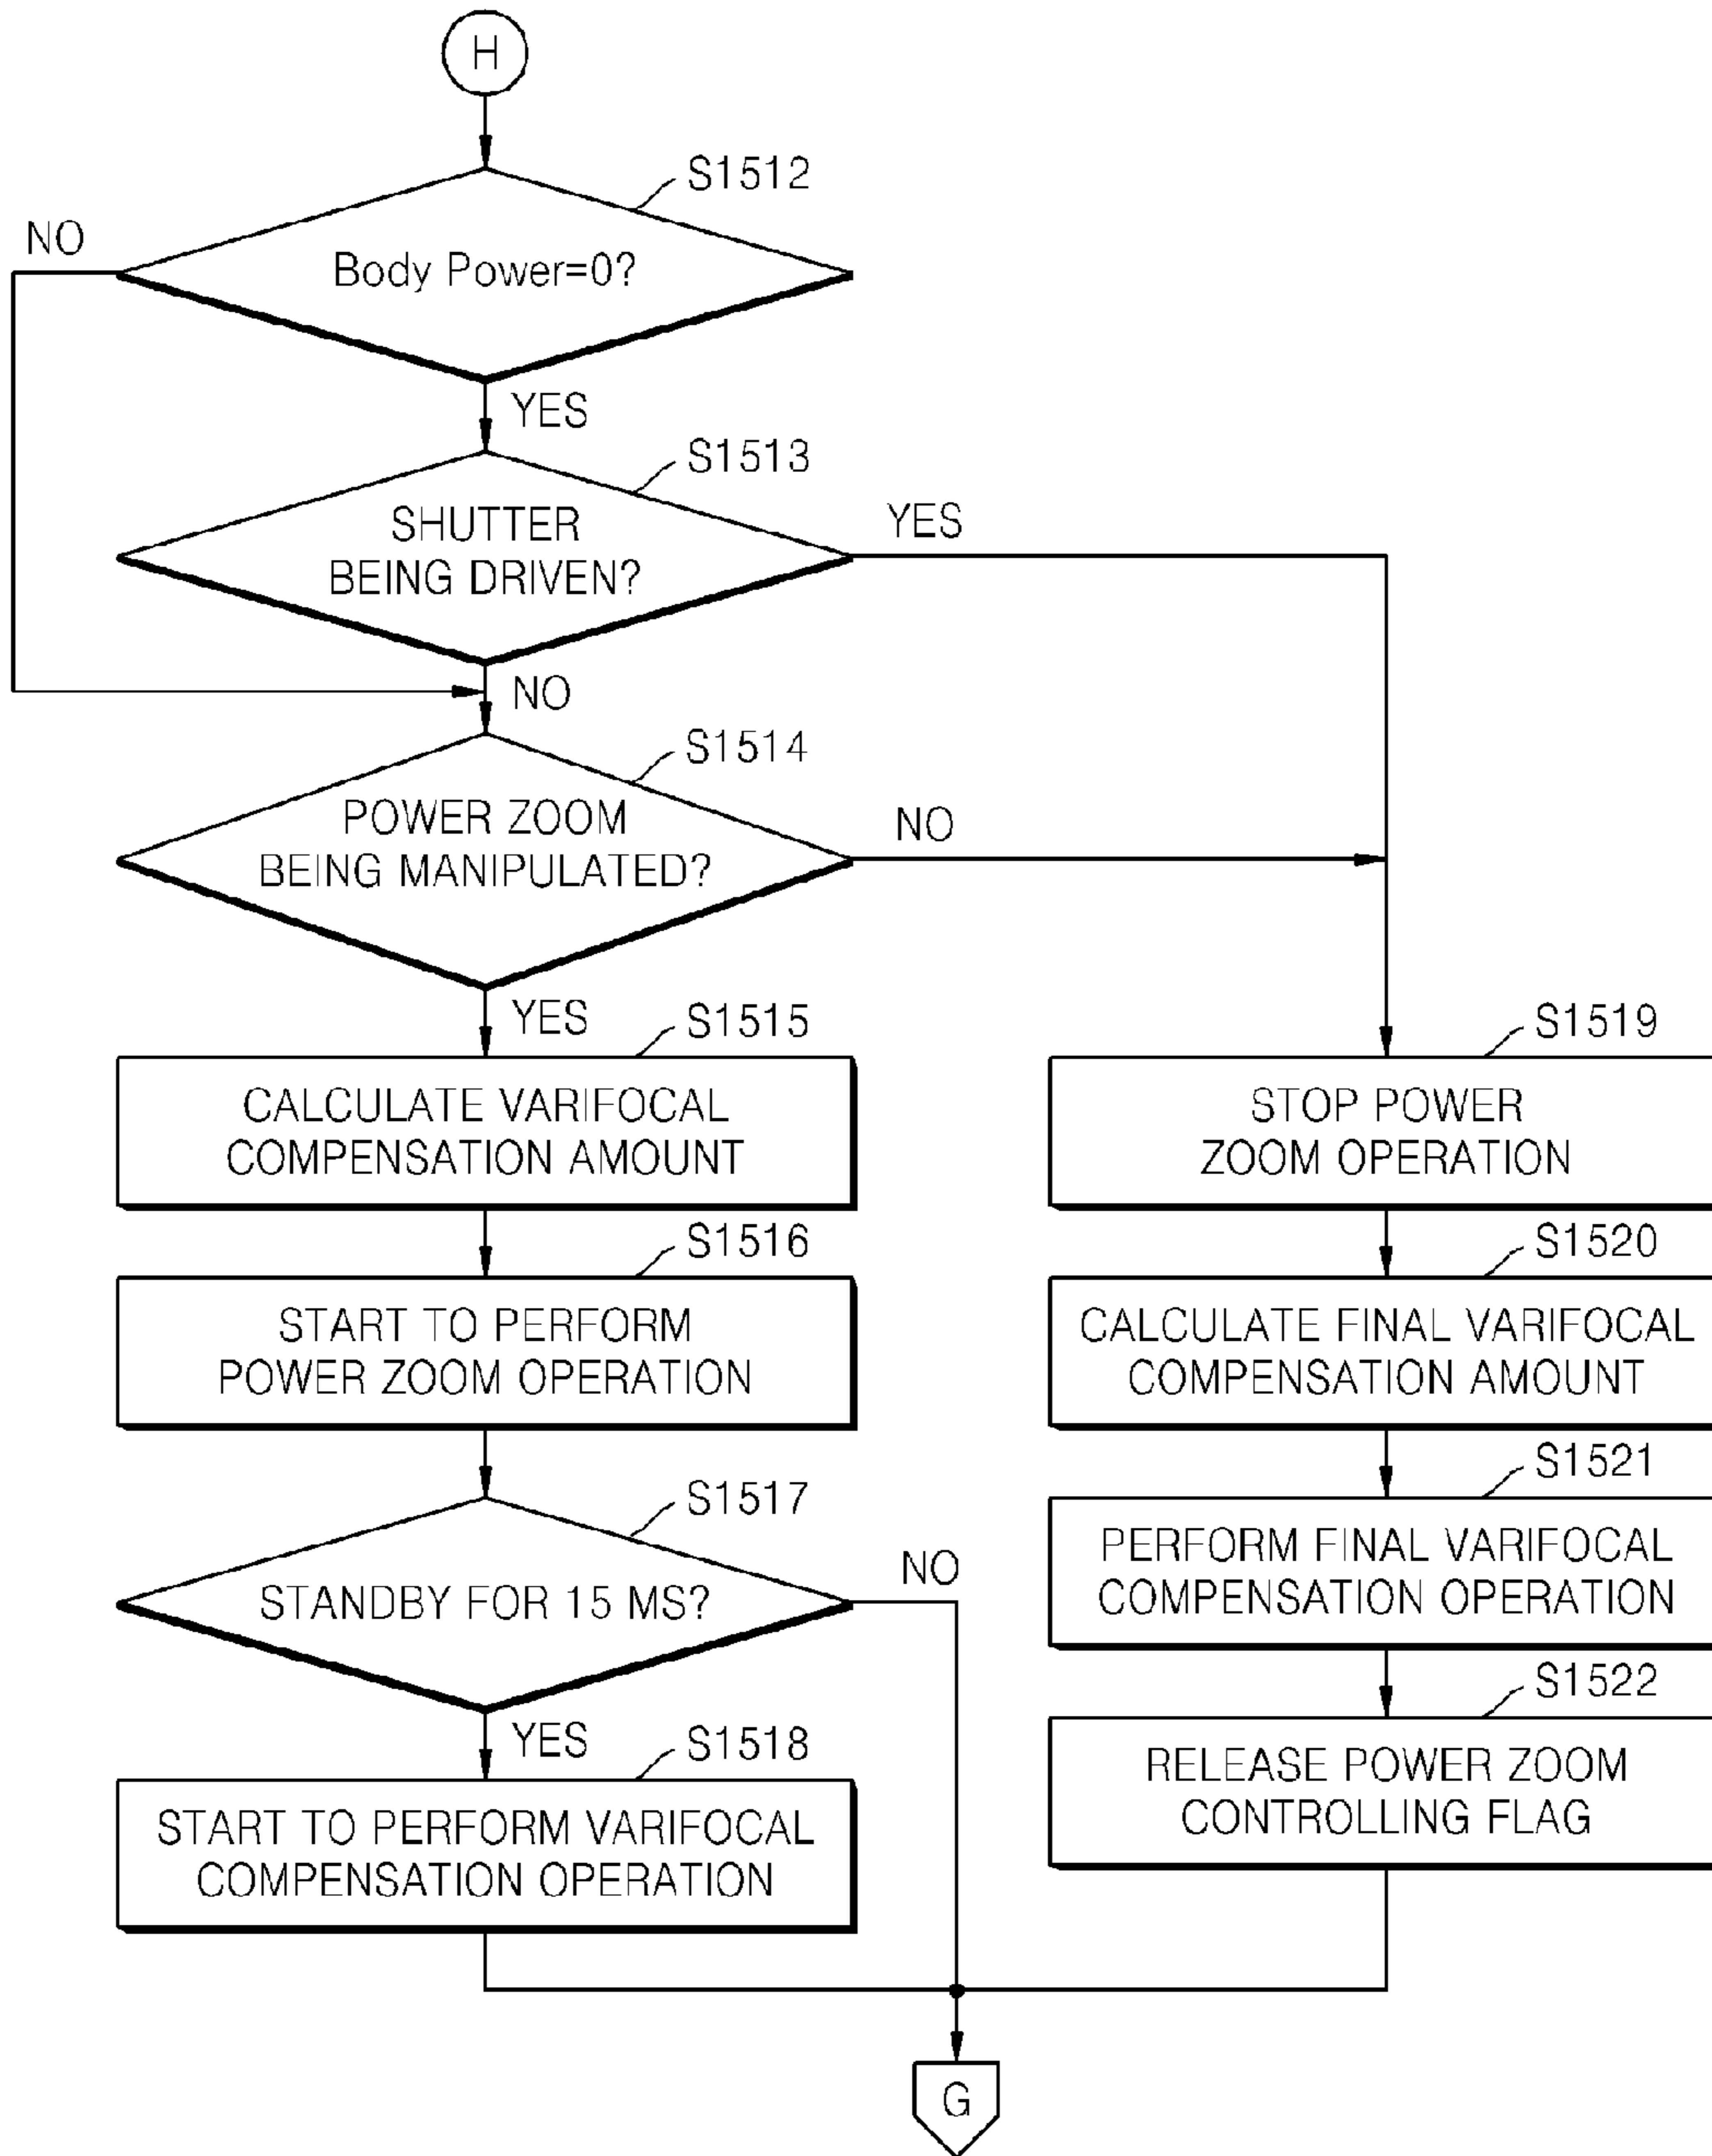 H
S1512
NO
Body Power=0?
YES
S1513
SHUTTER
BEING DRIVEN?
YES
NO
S1514
POWER ZOOM
BEING MANIPULATED?
NO
YES
S1515
CALCULATE VARIFOCAL
COMPENSATION AMOUNT
S1516
START TO PERFORM
POWER ZOOM OPERATION
S1517
STANDBY FOR 15 MS?
NO
YES
S1518
START TO PERFORM VARIFOCAL
COMPENSATION OPERATION
S1519
STOP POWER
ZOOM OPERATION
S1520
CALCULATE FINAL VARIFOCAL
COMPENSATION AMOUNT
S1521
PERFORM FINAL VARIFOCAL
COMPENSATION OPERATION
S1522
RELEASE POWER ZOOM
CONTROLLING FLAG
G